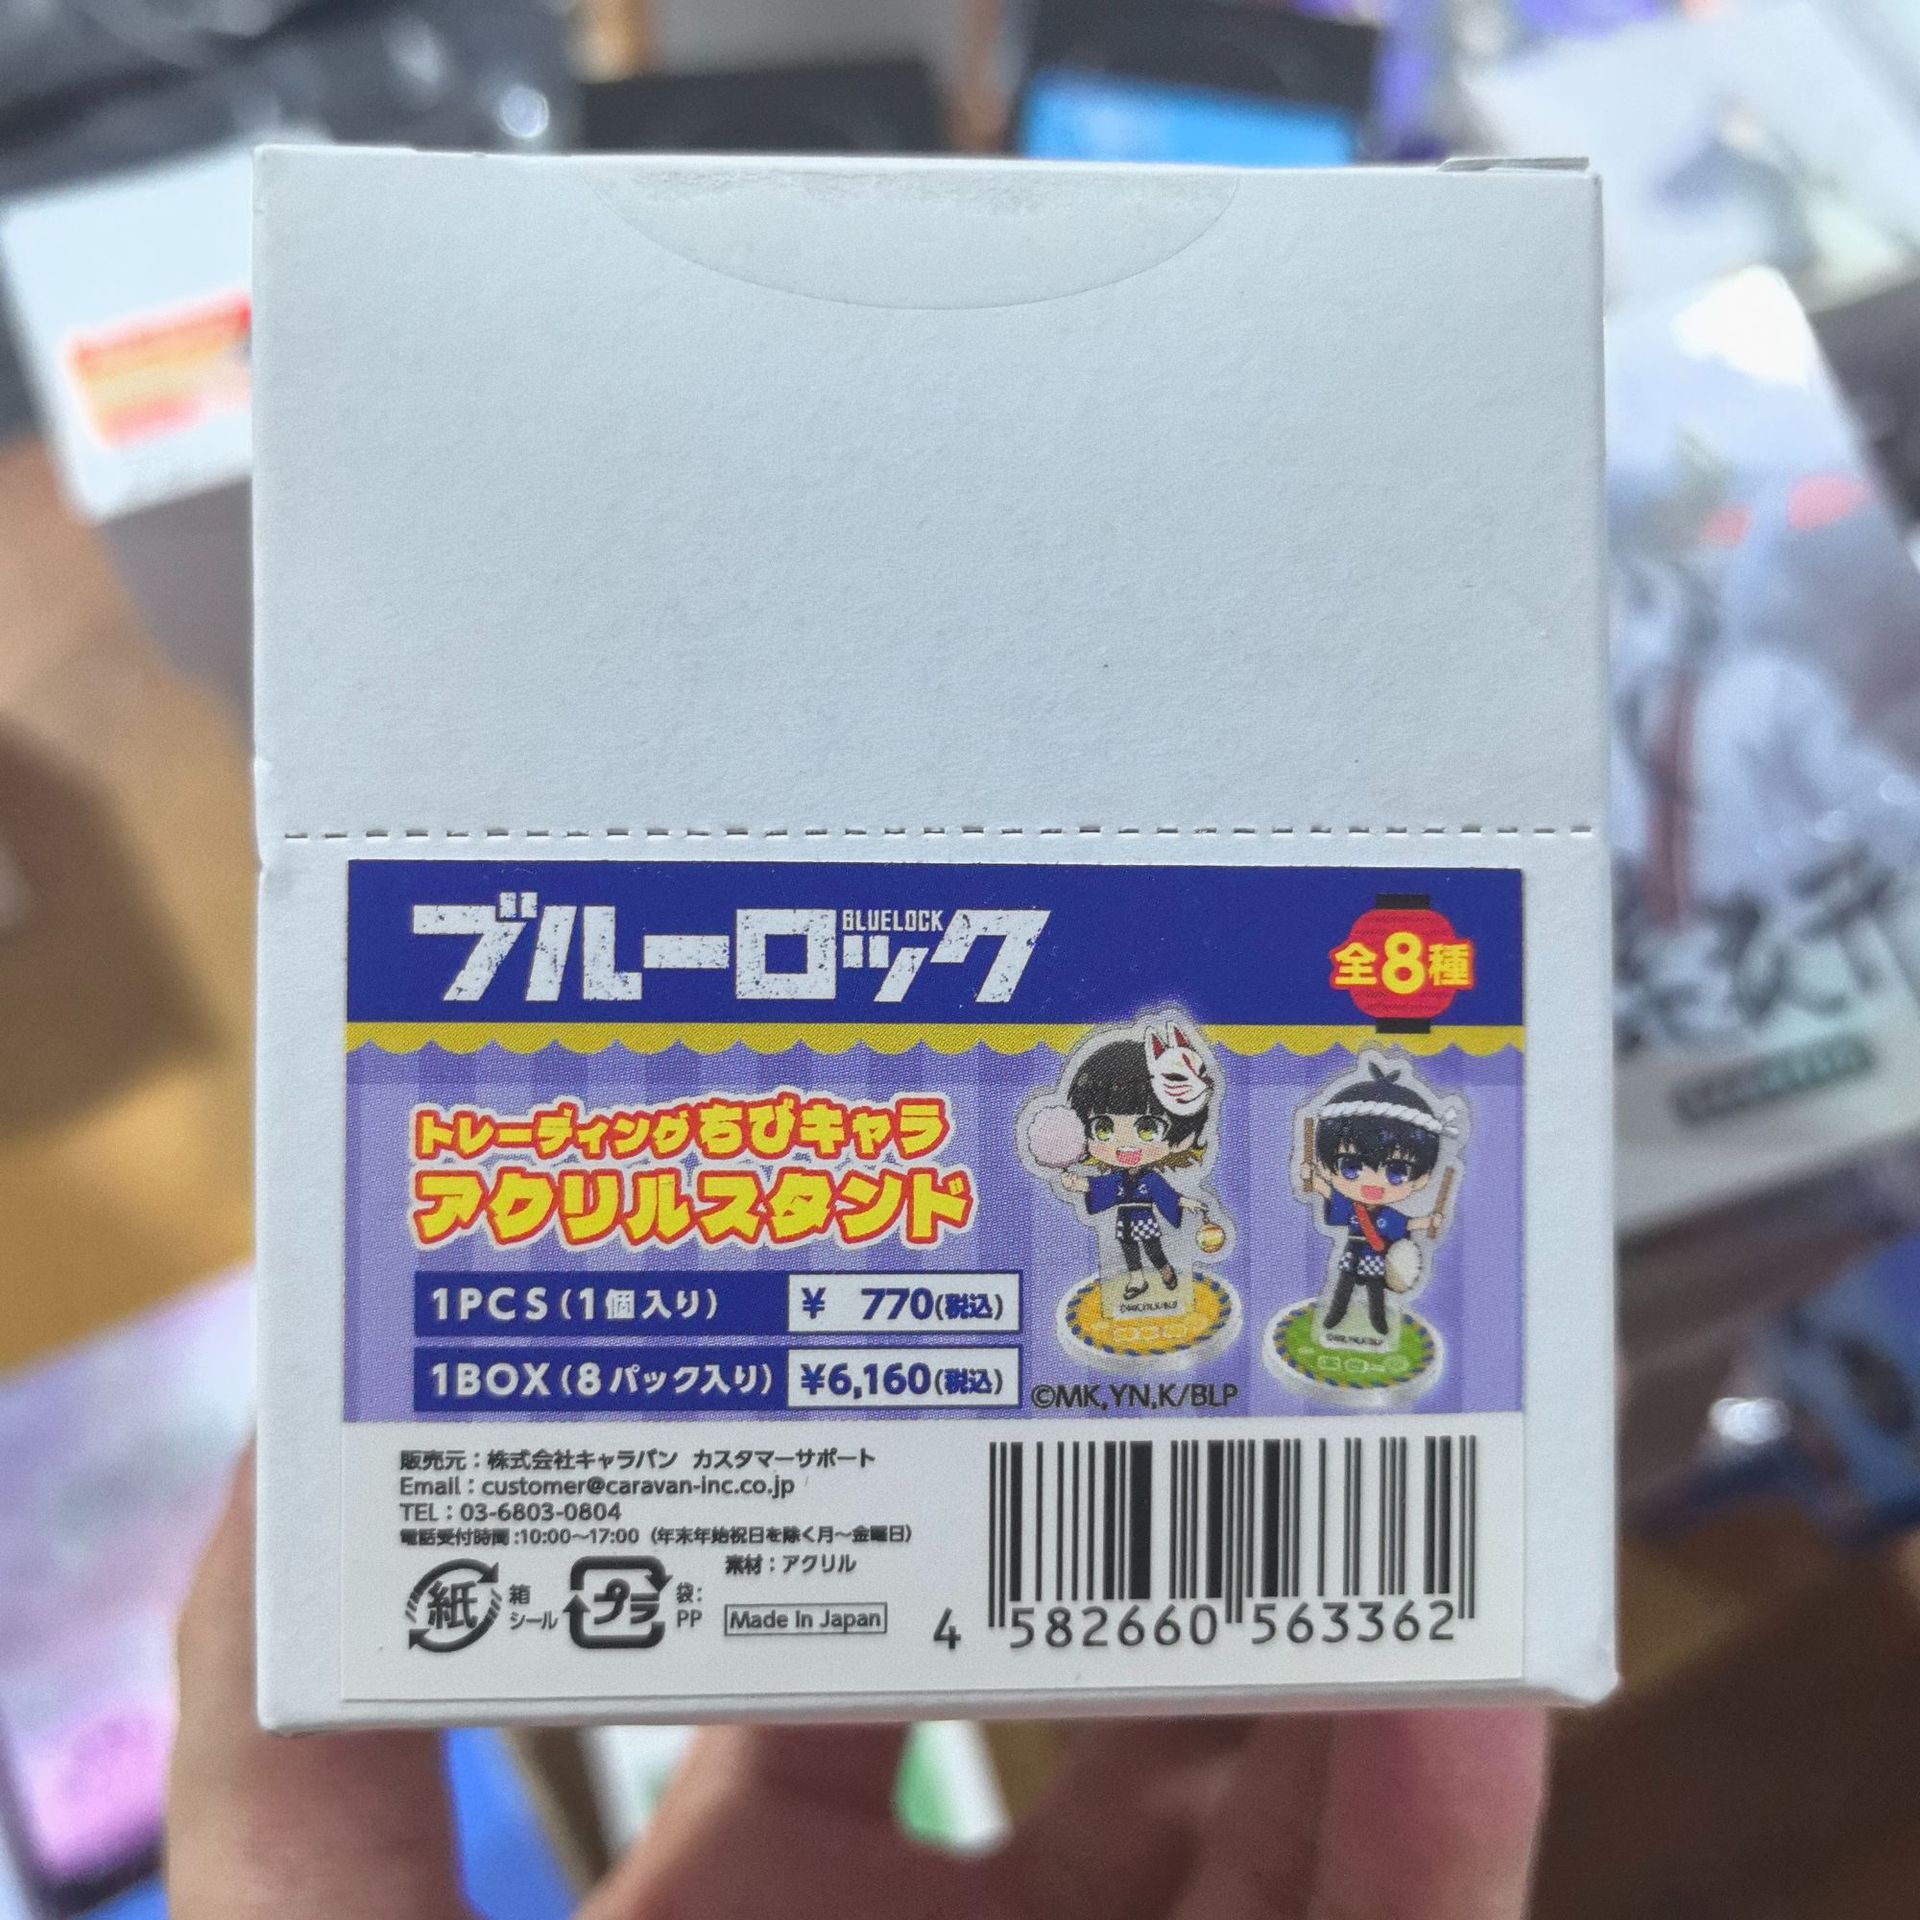 ブルーロック
BLUELOCK
全8種
トレーディングちびキャラ
アクリルスタンド
1PCS(1個入り) ¥ 770(税込)
1BOX(8パック入り) ¥6,160(税込)
©MK,YN,K/BLP
販売元:株式会社キャラバン カスタマーサポート
Email:customer@caravan-inc.co.jp
TEL:03-6803-0804
電話受付時間:10:00〜17:00(年末年始祝日を除く月〜金曜日)
素材:アクリル
紙 箱 シール プラ 袋:PP
Made In Japan
4 582660 563362